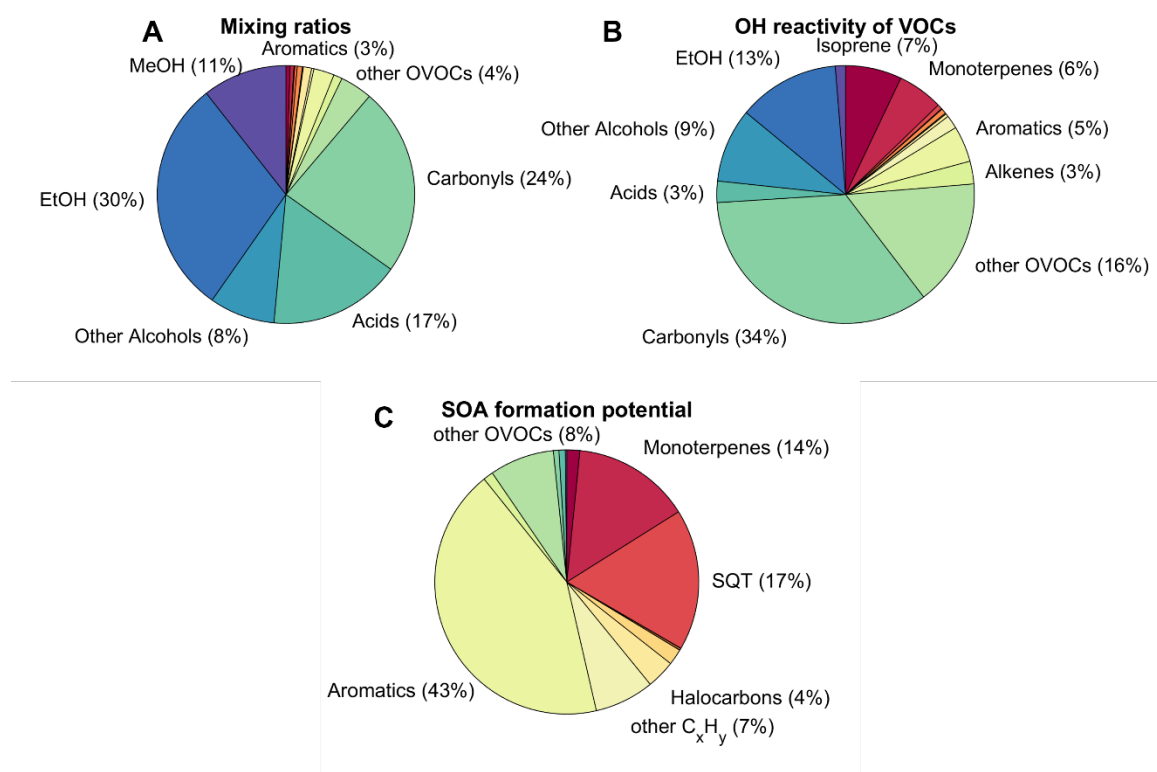 A
Mixing ratios
Aromatics (3%)
MeOH (11%)
other OVOCs (4%)
Carbonyls (24%)
EtOH (30%)
Acids (17%)
Other Alcohols (8%)
B
OH reactivity of VOCs
Isoprene (7%)
EtOH (13%)
Monoterpenes (6%)
Other Alcohols (9%)
Aromatics (5%)
Alkenes (3%)
Acids (3%)
other OVOCs (16%)
Carbonyls (34%)
C
SOA formation potential
other OVOCs (8%)
Monoterpenes (14%)
SQT (17%)
Aromatics (43%)
Halocarbons (4%)
other CxHy (7%)